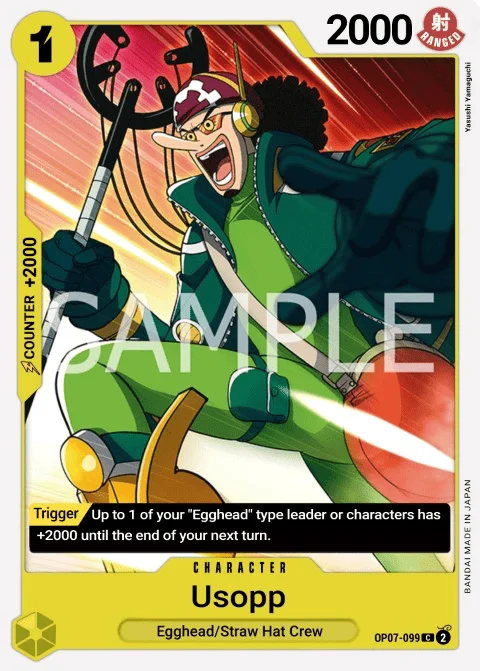 1
2000
射
RANGED
Yasushi Yamaguchi
COUNTER +2000
SAMPLE
Trigger Up to 1 of your "Egghead" type leader or characters has
+2000 until the end of your next turn.
BANDAI MADE IN JAPAN
CHARACTER
Usopp
Egghead/Straw Hat Crew
OP07-099 C 2